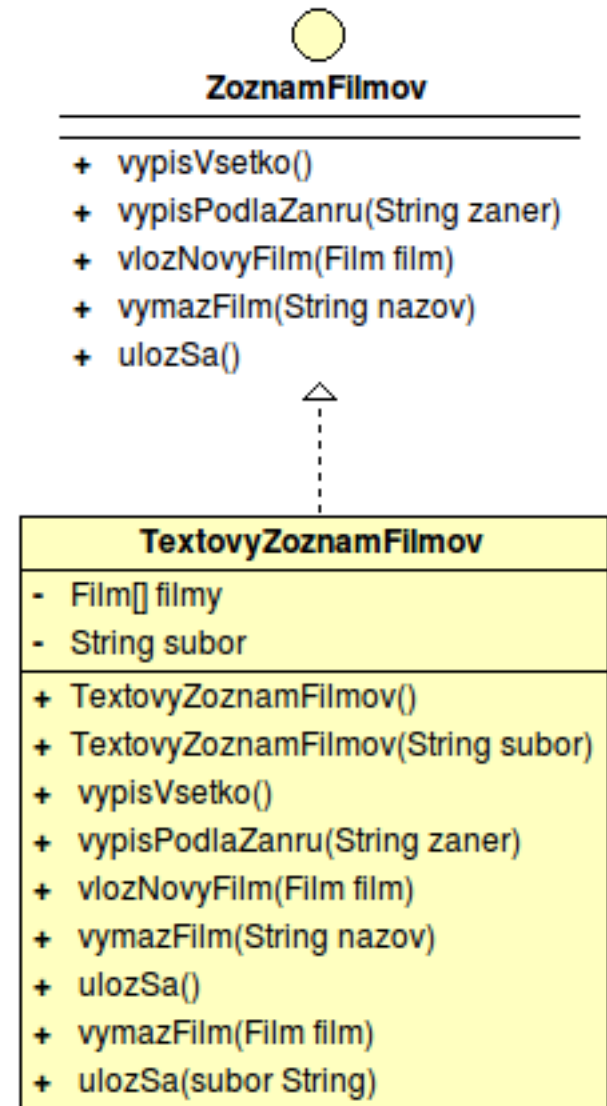 ZoznamFilmov
+ vypisVsetko()
+ vypisPodlaZanru(String zaner)
+ vlozNovyFilm(Film film)
+ vymazFilm(String nazov)
+ ulozSa()
TextovyZoznamFilmov
- Film[] filmy
- String subor
+ TextovyZoznamFilmov()
+ TextovyZoznamFilmov(String subor)
+ vypisVsetko()
+ vypisPodlaZanru(String zaner)
+ vlozNovyFilm(Film film)
+ vymazFilm(String nazov)
+ ulozSa()
+ vymazFilm(Film film)
+ ulozSa(subor String)